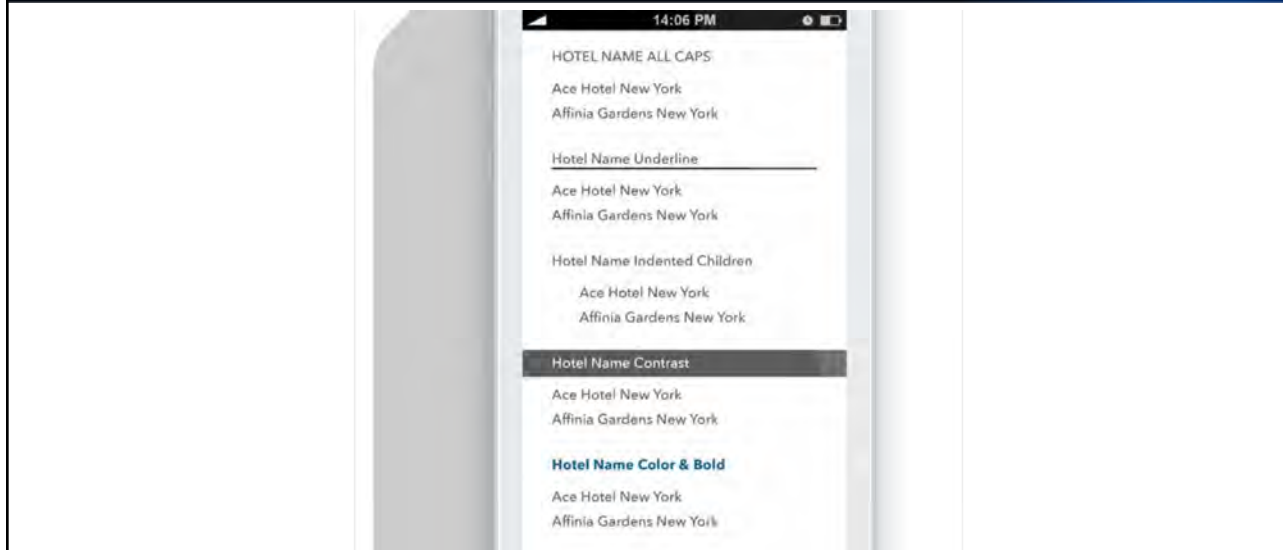 14:06 PM
HOTEL NAME ALL CAPS
Ace Hotel New York
Affinia Gardens New York
Hotel Name Underline
Ace Hotel New York
Affinia Gardens New York
Hotel Name Indented Children
Ace Hotel New York
Affinia Gardens New York
Hotel Name Contrast
Ace Hotel New York
Affinia Gardens New York
Hotel Name Color & Bold
Ace Hotel New York
Affinia Gardens New York